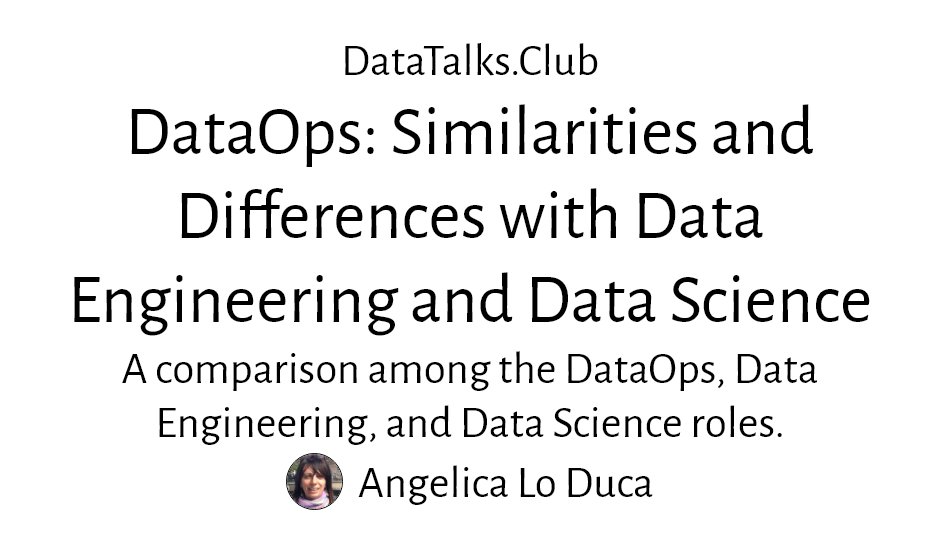 DataTalks.Club
DataOps: Similarities and
Differences with Data
Engineering and Data Science
A comparison among the DataOps, Data
Engineering, and Data Science roles.
Angelica Lo Duca